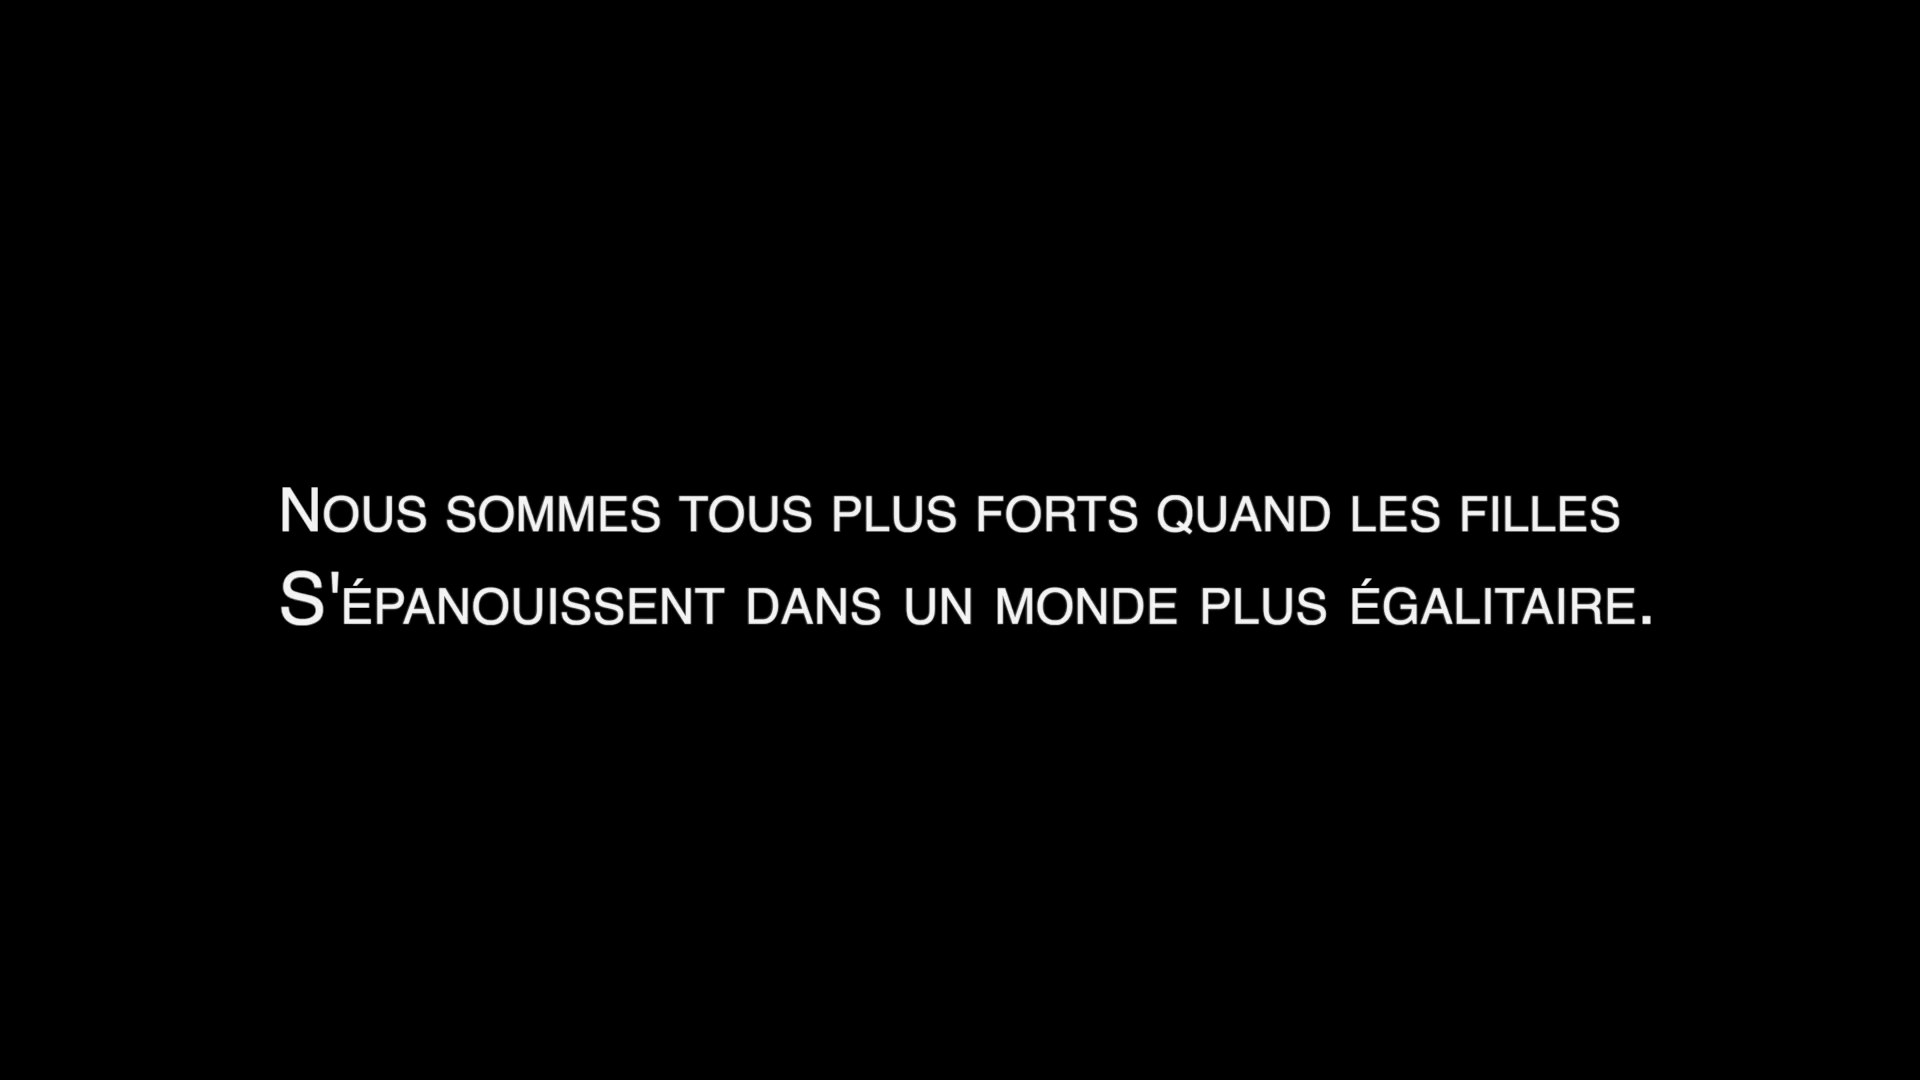 Nous sommes tous plus forts quand les filles
S'épanouissent dans un monde plus égalitaire.